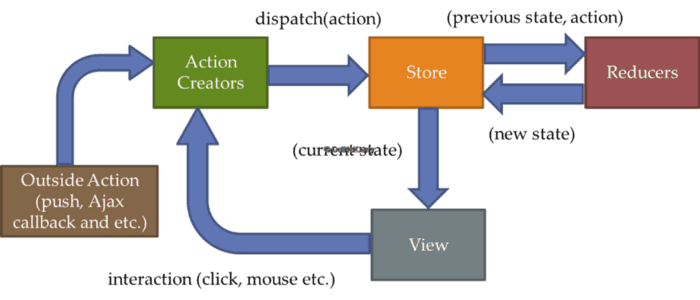 dispatch(action)
(previous state, action)
Action
Creators
Store
Reducers
(new state)
(current state)
Outside Action
(push, Ajax
callback and etc.)
View
interaction (click, mouse etc.)